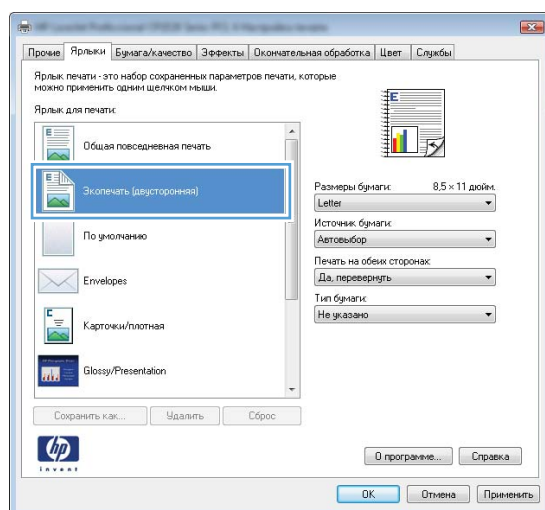 Прочие Ярлыки Бумага/качество Эффекты Окончательная обработка Цвет Службы
Ярлык печати - это набор сохраненных параметров печати, которые
можно применить одним щелчком мыши.
Ярлык для печати:
Общая повседневная печать
Экопечать (двусторонняя)
По умолчанию
Envelopes
Карточки/плотная
Glossy/Presentation
Размеры бумаги: 8,5 × 11 дюйм.
Letter
Источник бумаги:
Автовыбор
Печать на обеих сторонах:
Да, перевернуть
Тип бумаги:
Не указано
Сохранить как... Удалить Сброс
hp
invent
О программе... Справка
OK Отмена Применить